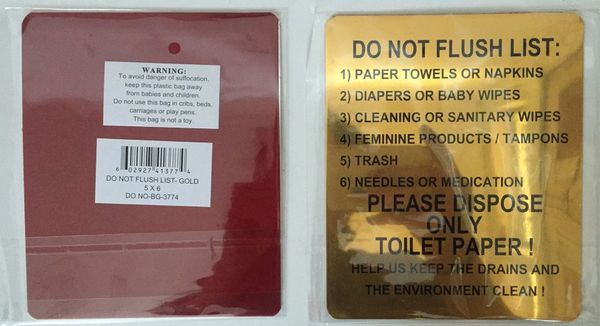 WARNING:
To avoid danger of suffocation,
keep this plastic bag away
from babies and children.
Do not use this bag in cribs, beds,
carriages or play pens.
This bag is not a toy.
6 02927 41377 4
DO NOT FLUSH LIST- GOLD
5 X 6
DO NO-BG-3774
DO NOT FLUSH LIST:
1) PAPER TOWELS OR NAPKINS
2) DIAPERS OR BABY WIPES
3) CLEANING OR SANITARY WIPES
4) FEMININE PRODUCTS / TAMPONS
5) TRASH
6) NEEDLES OR MEDICATION
PLEASE DISPOSE
ONLY
TOILET PAPER !
HELP US KEEP THE DRAINS AND
THE ENVIRONMENT CLEAN !